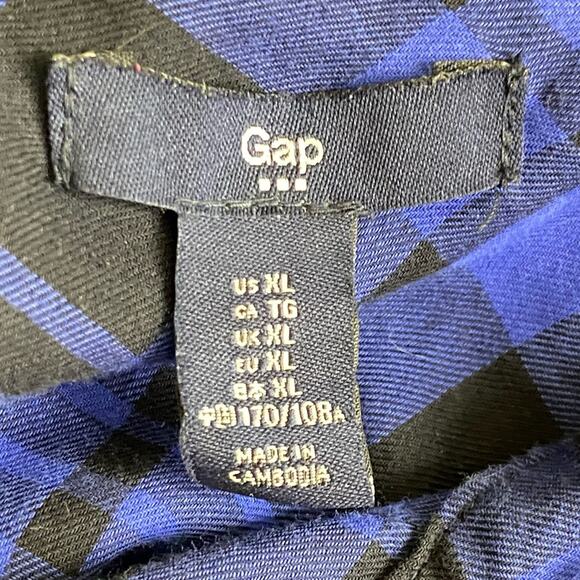 Gap
US XL
CA TG
UK XL
EU XL
日本 XL
中国 170/108A
MADE IN
CAMBODIA